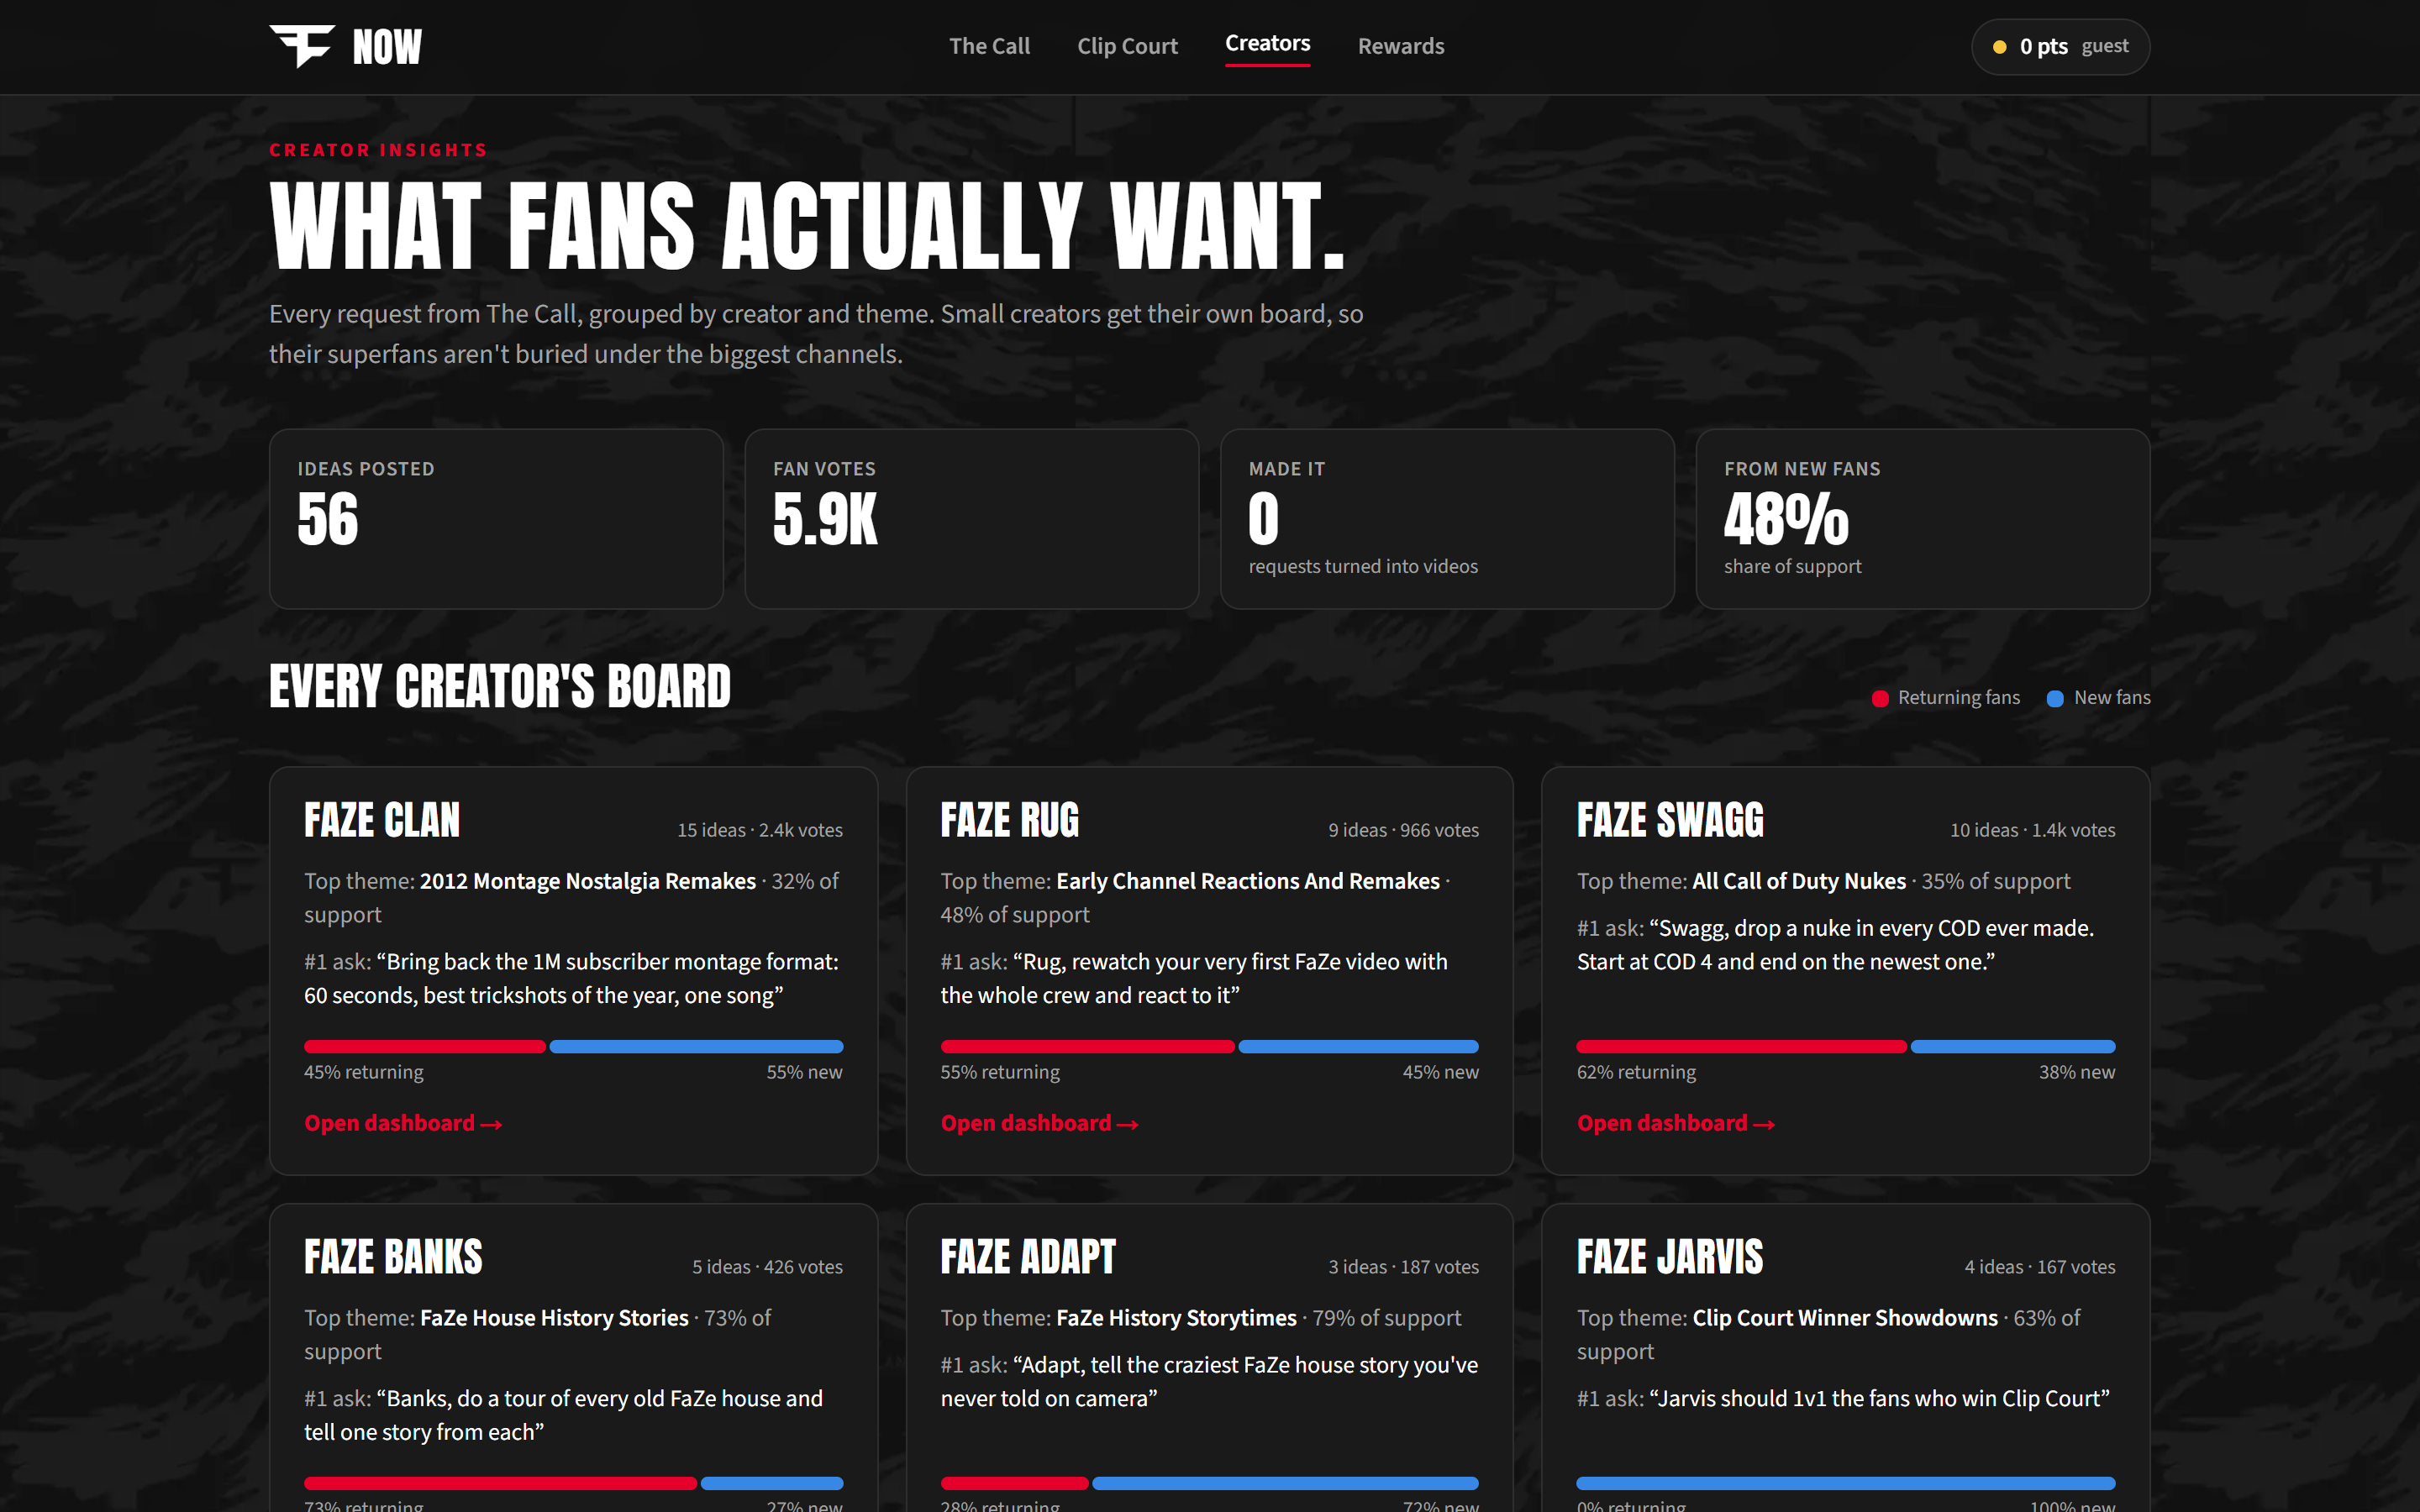 NOW
The Call
Clip Court
Creators
Rewards
0 pts guest
CREATOR INSIGHTS
WHAT FANS ACTUALLY WANT.
Every request from The Call, grouped by creator and theme. Small creators get their own board, so
their superfans aren't buried under the biggest channels.
IDEAS POSTED
56
FAN VOTES
5.9K
MADE IT
0
requests turned into videos
FROM NEW FANS
48%
share of support
EVERY CREATOR'S BOARD
Returning fans
New fans
FAZE CLAN
15 ideas · 2.4k votes
Top theme: 2012 Montage Nostalgia Remakes · 32% of
support
#1 ask: “Bring back the 1M subscriber montage format:
60 seconds, best trickshots of the year, one song”
45% returning
55% new
Open dashboard →
FAZE RUG
9 ideas · 966 votes
Top theme: Early Channel Reactions And Remakes ·
48% of support
#1 ask: “Rug, rewatch your very first FaZe video with
the whole crew and react to it”
55% returning
45% new
Open dashboard →
FAZE SWAGG
10 ideas · 1.4k votes
Top theme: All Call of Duty Nukes · 35% of support
#1 ask: “Swagg, drop a nuke in every COD ever made.
Start at COD 4 and end on the newest one.”
62% returning
38% new
Open dashboard →
FAZE BANKS
5 ideas · 426 votes
Top theme: FaZe House History Stories · 73% of
support
#1 ask: “Banks, do a tour of every old FaZe house and
tell one story from each”
73% returning
27% new
FAZE ADAPT
3 ideas · 187 votes
Top theme: FaZe History Storytimes · 79% of support
#1 ask: “Adapt, tell the craziest FaZe house story you've
never told on camera”
28% returning
72% new
FAZE JARVIS
4 ideas · 167 votes
Top theme: Clip Court Winner Showdowns · 63% of
support
#1 ask: “Jarvis should 1v1 the fans who win Clip Court”
0% returning
100% new